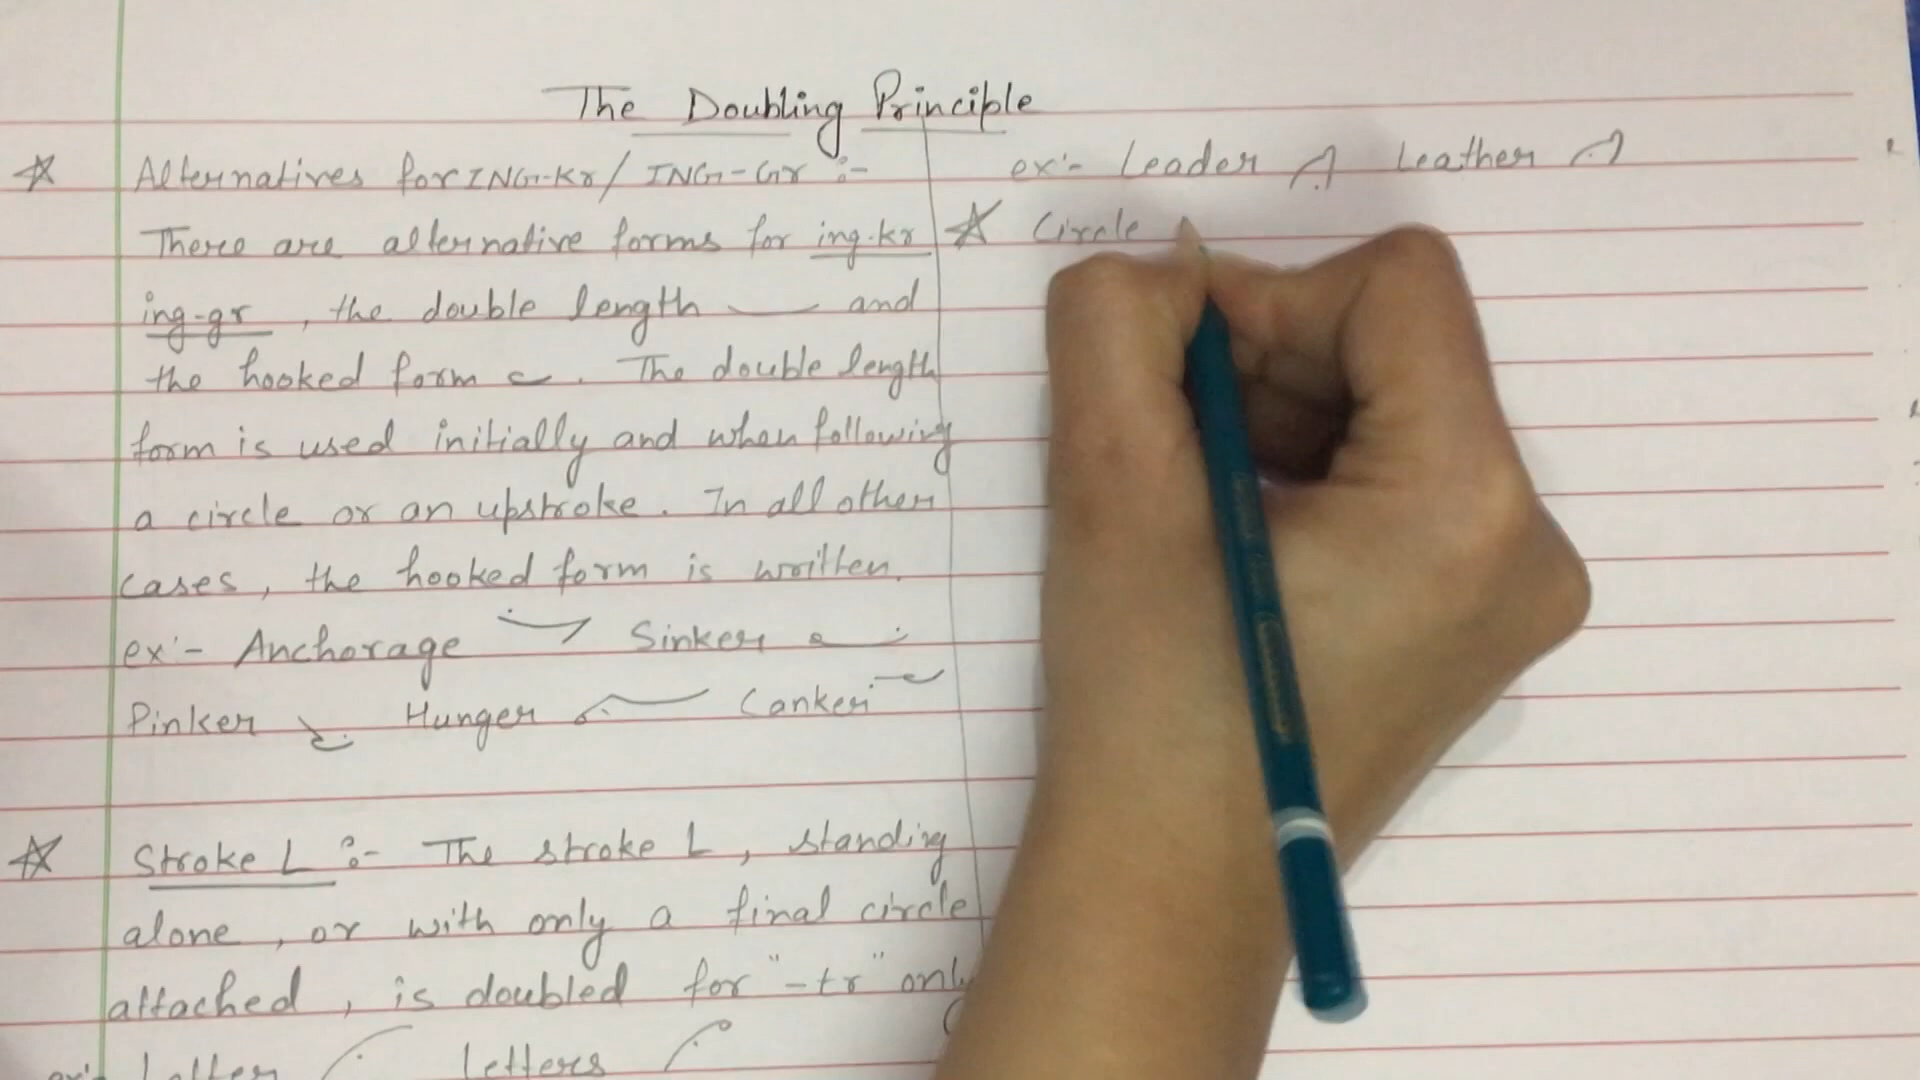 The Doubling Principle
☆ Alternatives for ING-Kr / ING-Gr :-
There are alternative forms for ing-kr
ing-gr, the double length and
the hooked form. The double length
form is used initially and when following
a circle or an upstroke. In all other
cases, the hooked form is written.
ex:- Anchorage Sinker
Pinker Hunger Canker
☆ Stroke L :- The stroke L, standing
alone, or with only a final circle
attached, is doubled for "-tr" only
ex:- Letter letters
ex:- Leader Leather
☆ Circle